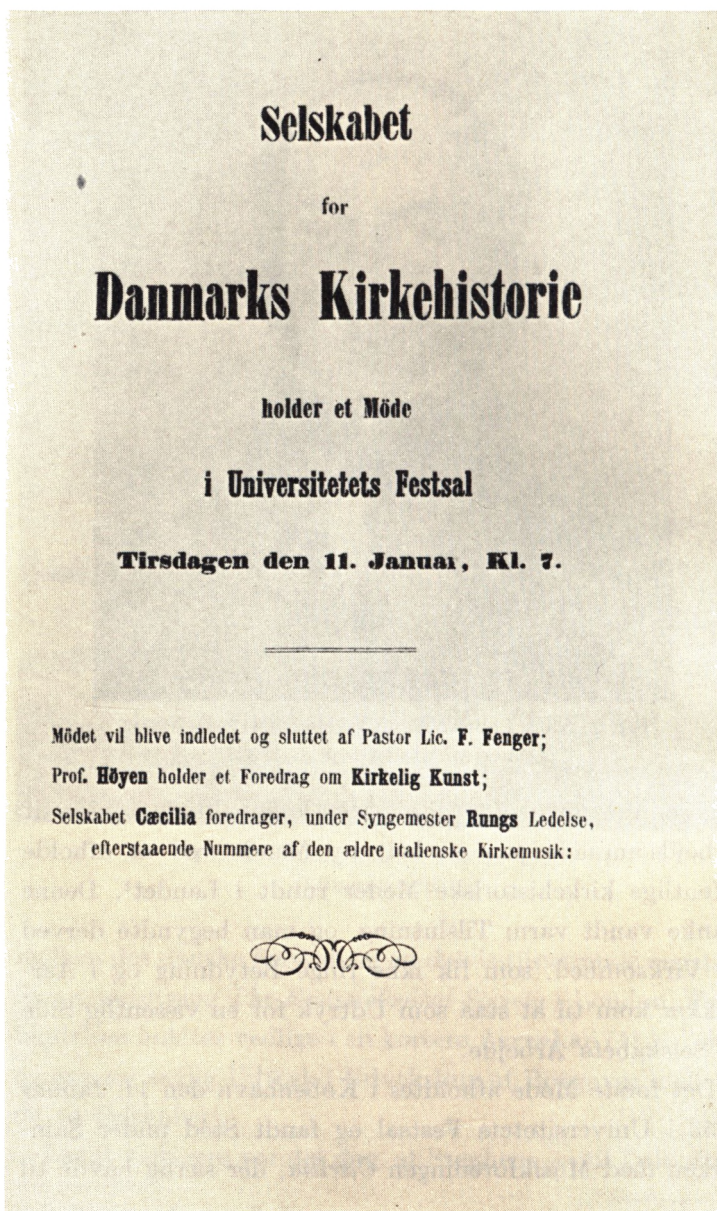 Selskabet
for
Danmarks Kirkehistorie
holder et Möde
i Universitetets Festsal
Tirsdagen den 11. Januar, Kl. 7.
Mödet vil blive indledet og sluttet af Pastor Lic. F. Fenger;
Prof. Höyen holder et Foredrag om Kirkelig Kunst;
Selskabet Cæcilia foredrager, under Syngemester Rungs Ledelse,
efterstaaende Nummere af den ældre italienske Kirkemusik: